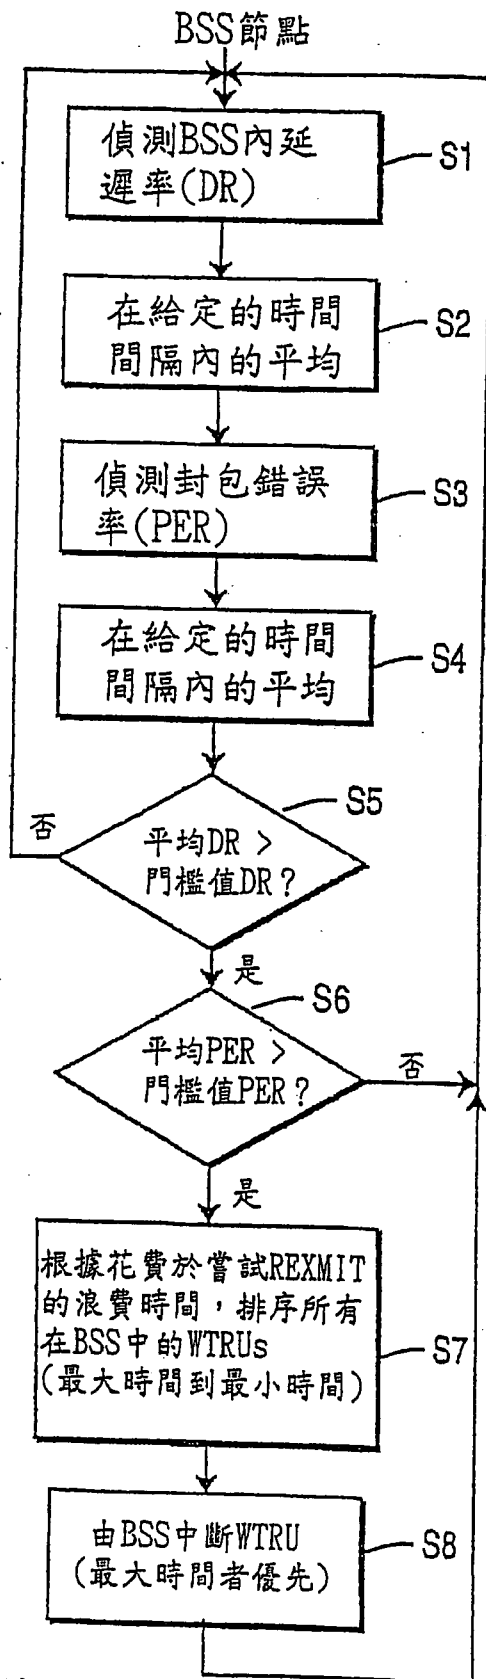 BSS節點
偵測BSS內延
遲率(DR)
S1
在給定的時間
間隔內的平均
S2
偵測封包錯誤
率(PER)
S3
在給定的時間
間隔內的平均
S4
S5
否
平均DR >
門檻值DR?
是
S6
平均PER >
門檻值PER?
否
是
根據花費於嘗試REXMIT
的浪費時間，排序所有
在BSS中的WTRUs
(最大時間到最小時間)
S7
由BSS中斷WTRU
(最大時間者優先)
S8